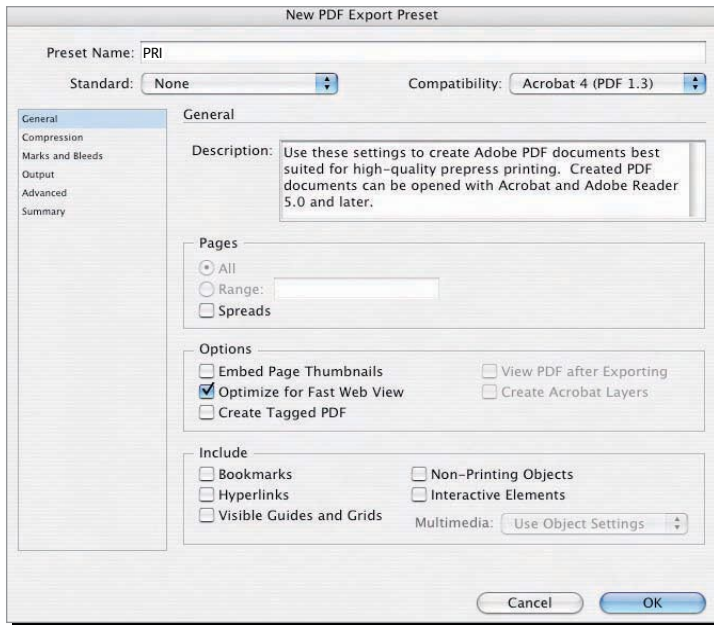 New PDF Export Preset
Preset Name: PRI
Standard: None Compatibility: Acrobat 4 (PDF 1.3)
General
Compression
Marks and Bleeds
Output
Advanced
Summary
General
Description: Use these settings to create Adobe PDF documents best
suited for high-quality prepress printing. Created PDF
documents can be opened with Acrobat and Adobe Reader
5.0 and later.
Pages
All
Range:
Spreads
Options
Embed Page Thumbnails View PDF after Exporting
Optimize for Fast Web View Create Acrobat Layers
Create Tagged PDF
Include
Bookmarks Non-Printing Objects
Hyperlinks Interactive Elements
Visible Guides and Grids Multimedia: Use Object Settings
Cancel OK